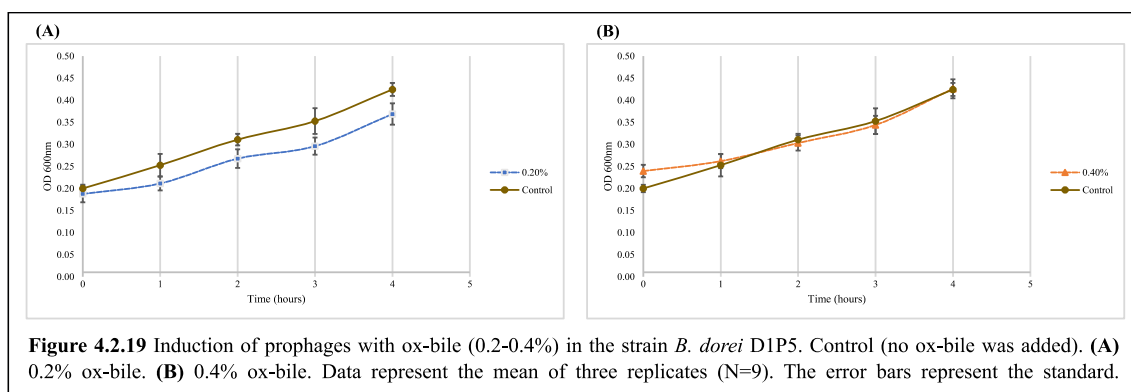 (A)
0.50
0.45
0.40
0.35
0.30
0.25
0.20
0.15
0.10
0.05
0.00
OD 600nm
0 1 2 3 4 5
Time (hours)
0.20%
Control
(B)
0.50
0.45
0.40
0.35
0.30
0.25
0.20
0.15
0.10
0.05
0.00
OD 600nm
0 1 2 3 4 5
Time (hours)
0.40%
Control
Figure 4.2.19 Induction of prophages with ox-bile (0.2-0.4%) in the strain B. dorei D1P5. Control (no ox-bile was added). (A)
0.2% ox-bile. (B) 0.4% ox-bile. Data represent the mean of three replicates (N=9). The error bars represent the standard.